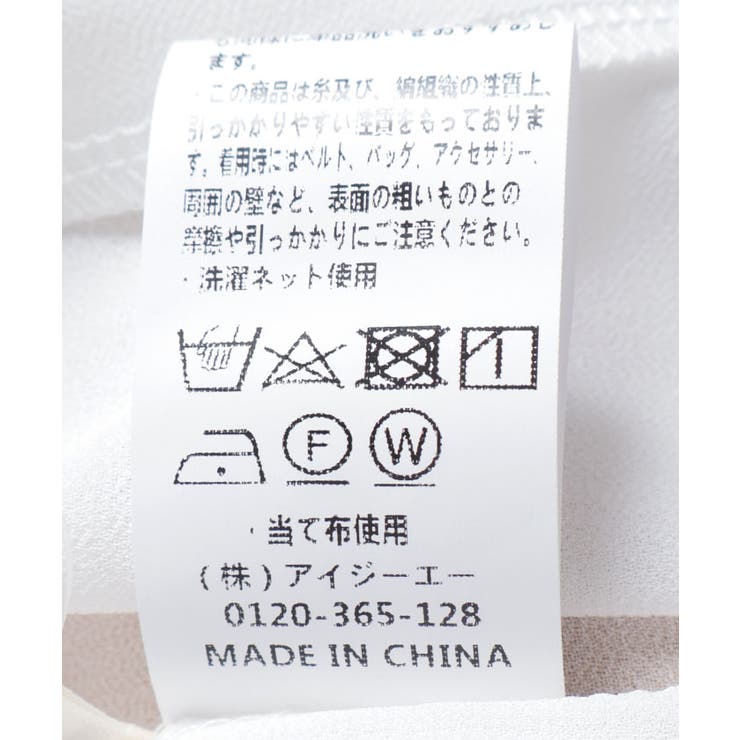 ます。
・この商品は糸及び、編組織の性質上、
引っかかりやすい性質をもっておりま
す。着用時にはベルト、バッグ、アクセサリー、
周囲の壁など、表面の粗いものとの
摩擦や引っかかりにご注意ください。
・洗濯ネット使用
F W
・当て布使用
(株)アイジーエー
0120-365-128
MADE IN CHINA